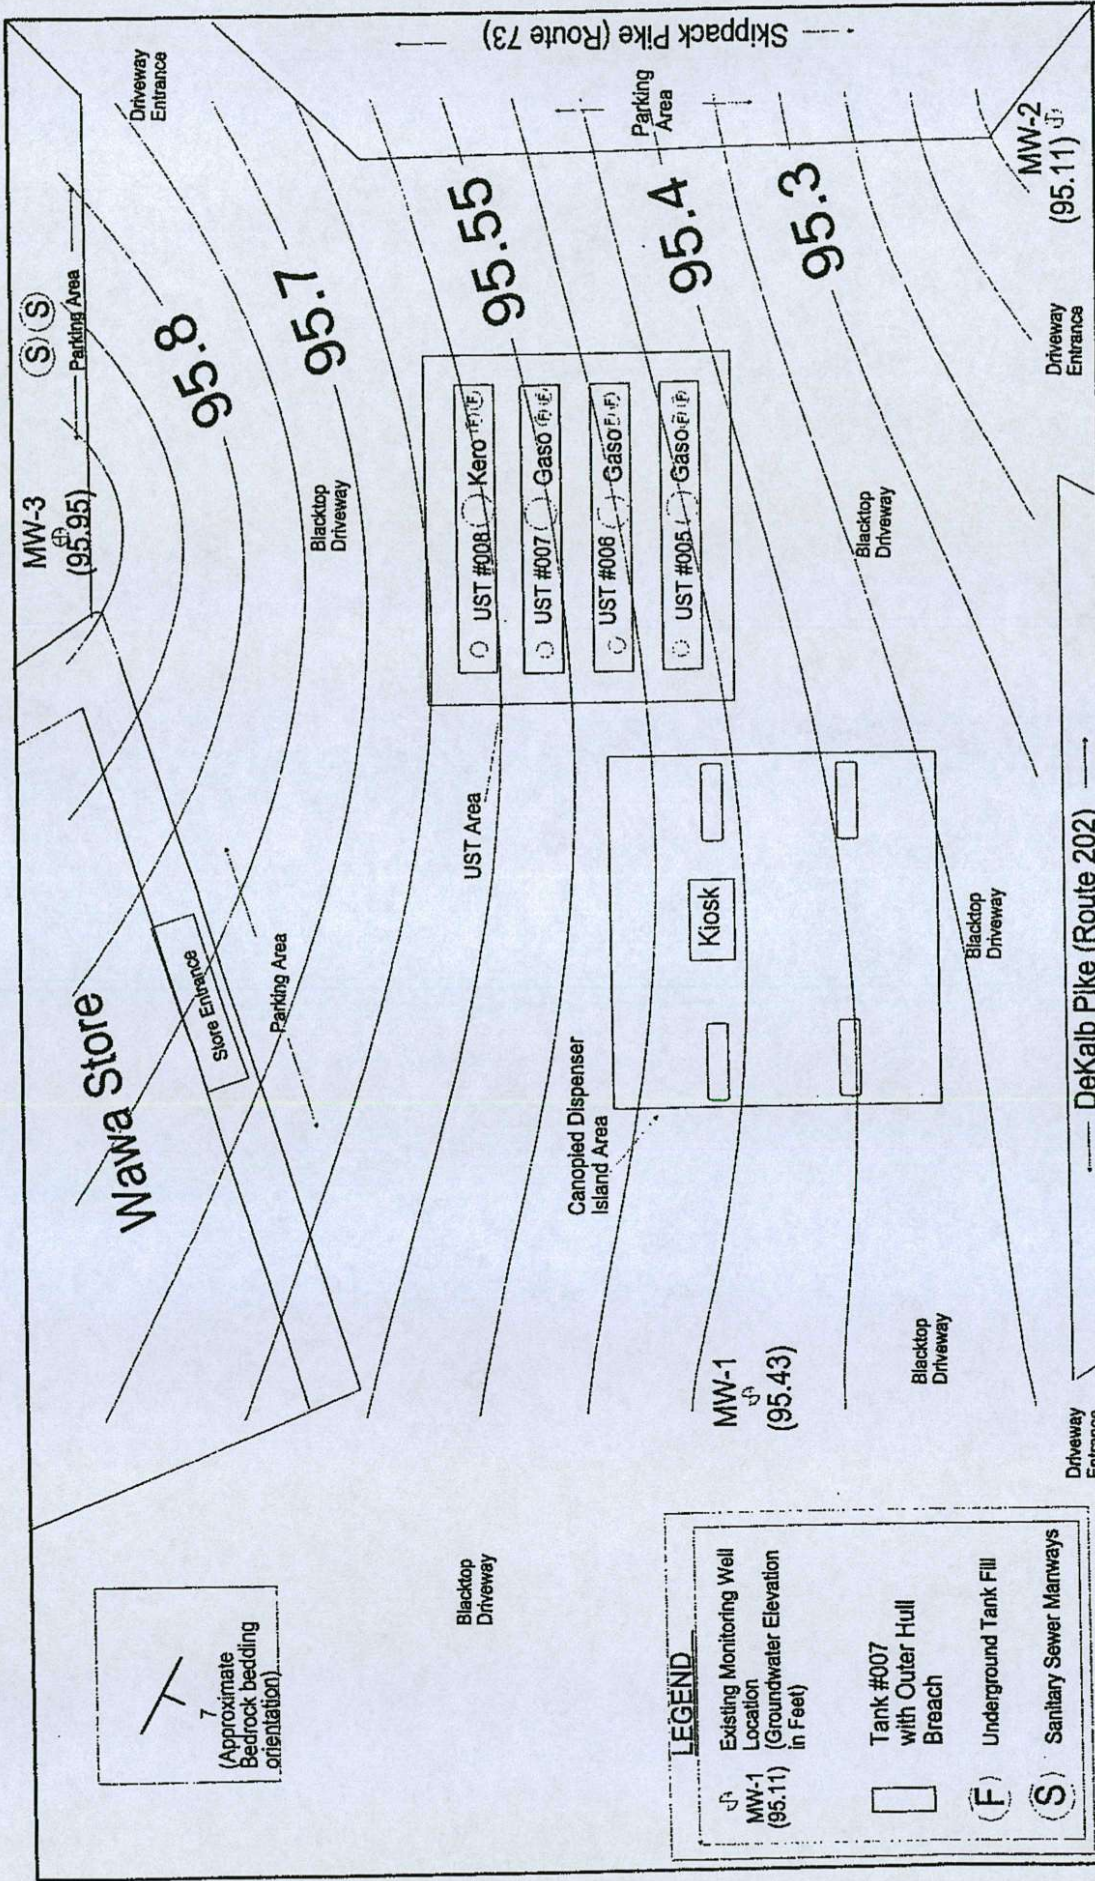 MW-3
(95.95)
S S
Parking Area
Driveway
Entrance
Skippack Pike (Route 73)
95.8
95.7
95.55
95.4
95.3
Parking
Area
MW-2
(95.11)
Driveway
Entrance
Wawa Store
Store Entrance
Parking Area
Blacktop
Driveway
UST #008 Kero F F
UST #007 Gaso F F
UST #006 Gaso F F
UST #005 Gaso F F
UST Area
Blacktop
Driveway
Canopied Dispenser
Island Area
Kiosk
Blacktop
Driveway
DeKalb Pike (Route 202)
MW-1
(95.43)
Blacktop
Driveway
Driveway
Entrance
7
(Approximate
Bedrock bedding
orientation)
Blacktop
Driveway
LEGEND
MW-1
(95.11)
Existing Monitoring Well
Location
(Groundwater Elevation
in Feet)
Tank #007
with Outer Hull
Breach
F Underground Tank Fill
S Sanitary Sewer Manways